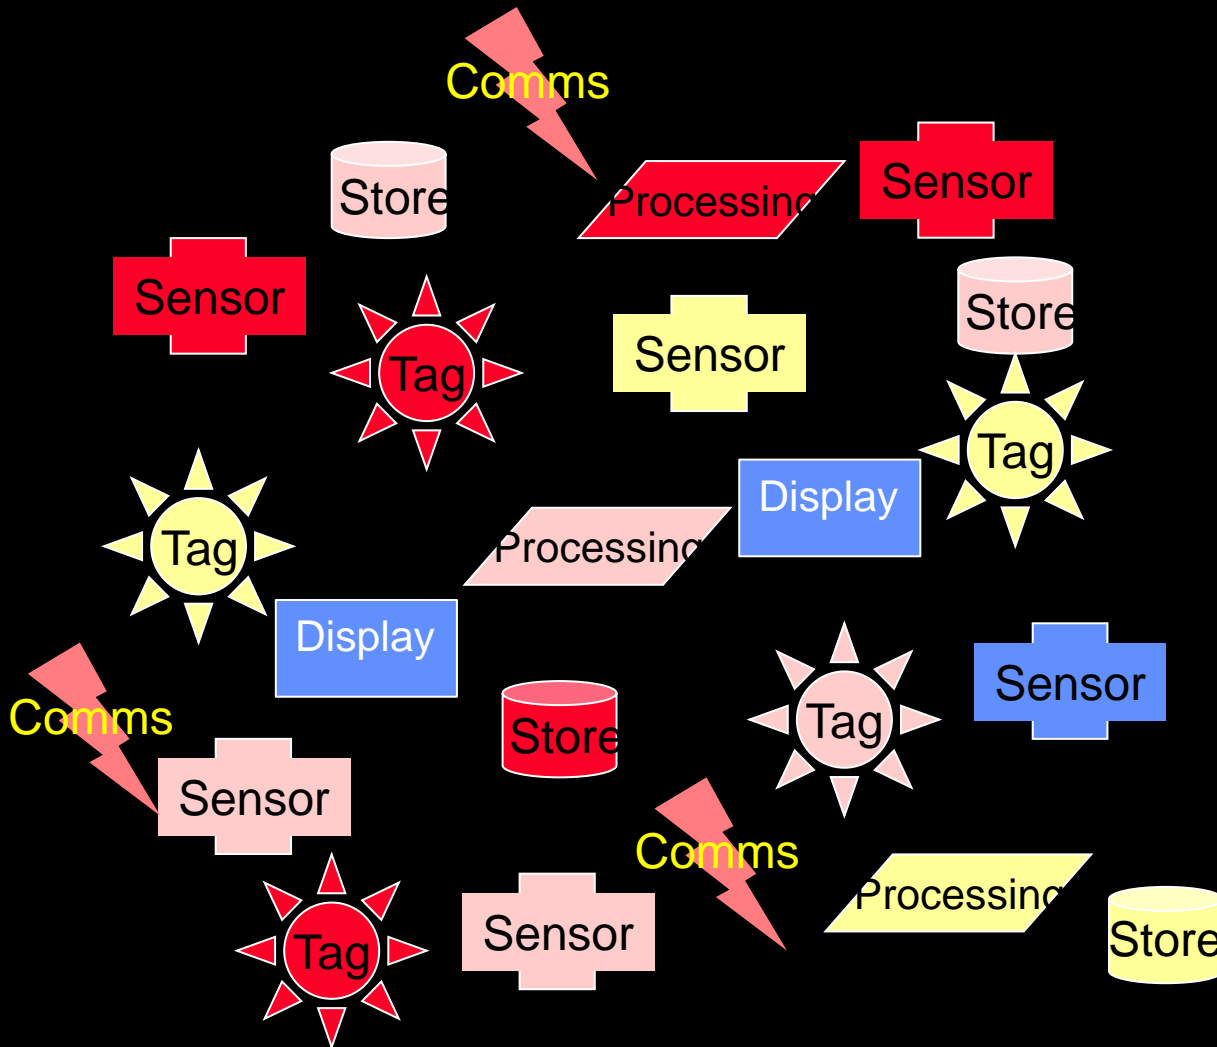 Comms
Store
Processing
Sensor
Sensor
Tag
Sensor
Store
Tag
Display
Tag
Processing
Display
Comms
Store
Tag
Sensor
Sensor
Comms
Processing
Tag
Sensor
Store